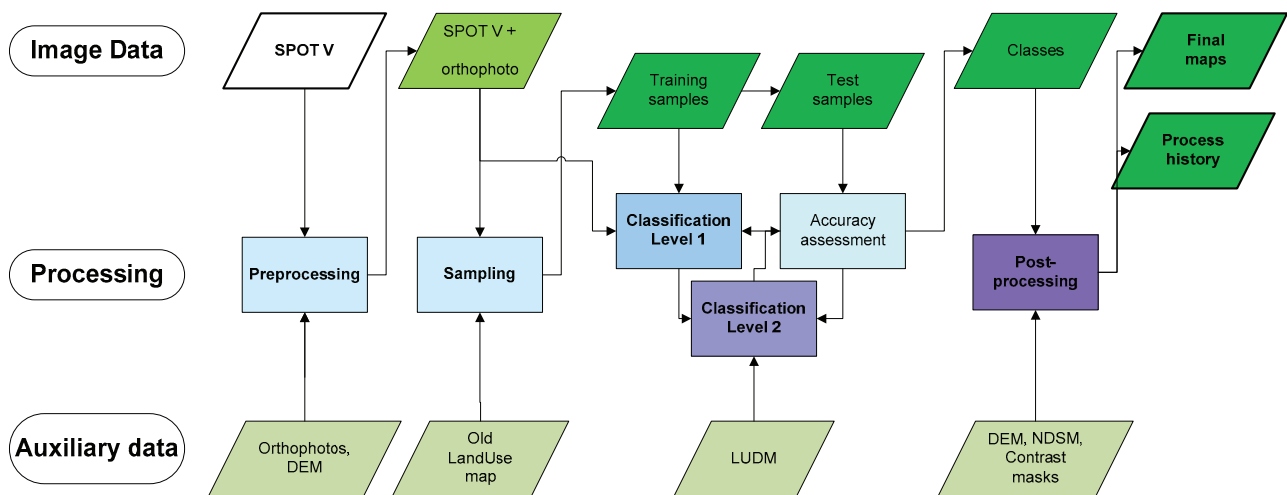 Image Data
SPOT V
SPOT V +
orthophoto
Training
samples
Test
samples
Classes
Final
maps
Process
history
Processing
Preprocessing
Sampling
Classification
Level 1
Accuracy
assessment
Classification
Level 2
Post-
processing
Auxiliary data
Orthophotos,
DEM
Old
LandUse
map
LUDM
DEM, NDSM,
Contrast
masks